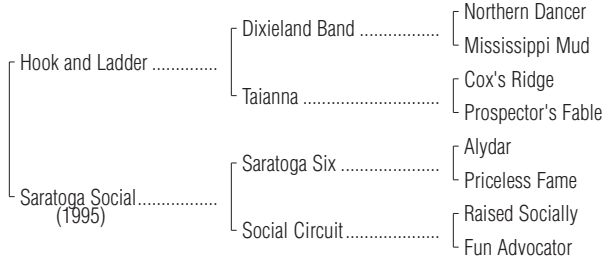 Northern Dancer
Dixieland Band ..................
Mississippi Mud
Hook and Ladder ...............
Cox's Ridge
Taianna ...............................
Prospector's Fable
Alydar
Saratoga Six ......................
Priceless Fame
Saratoga Social..................
(1995)
Raised Socially
Social Circuit.....................
Fun Advocator